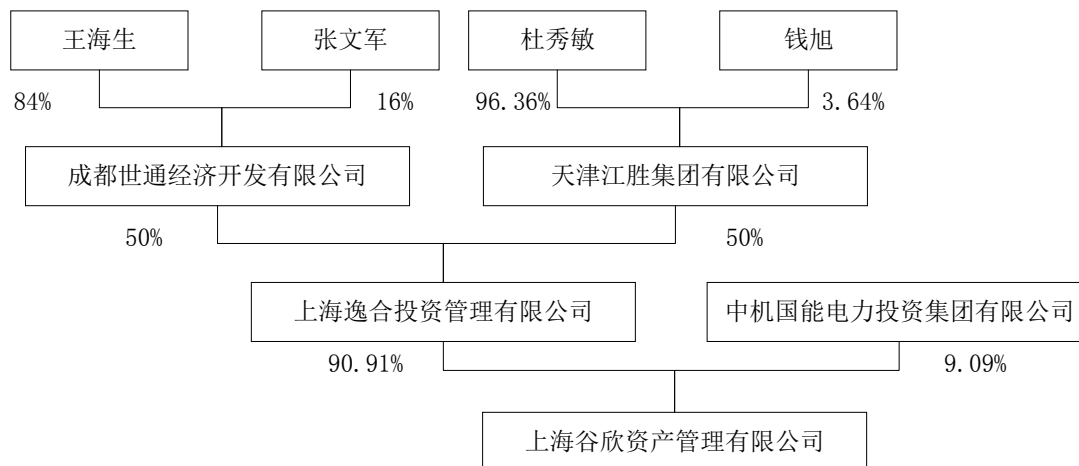 王海生
张文军
杜秀敏
钱旭
84%
16%
96.36%
3.64%
成都世通经济开发有限公司
天津江胜集团有限公司
50%
50%
上海逸合投资管理有限公司
中机国能电力投资集团有限公司
90.91%
9.09%
上海谷欣资产管理有限公司